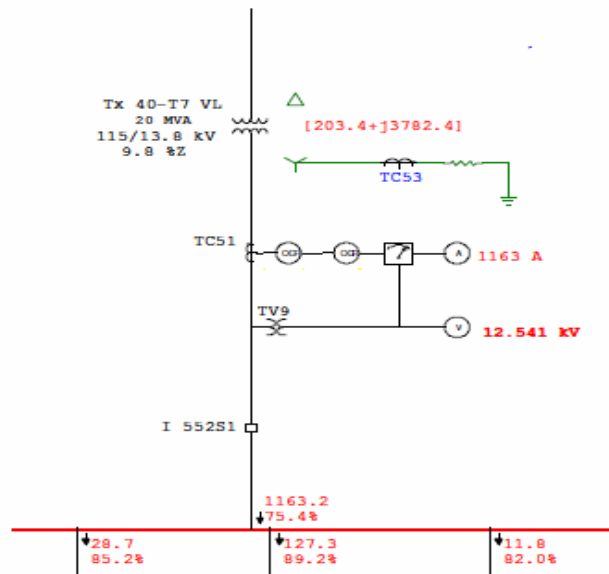 Tx 40-T7 VL
20 MVA
115/13.8 kV
9.8 %Z
[203.4+j3782.4]
TC53
TC51
A
1163 A
TV9
V
12.541 kV
I 552S1
1163.2
75.4%
28.7
85.2%
127.3
89.2%
11.8
82.0%